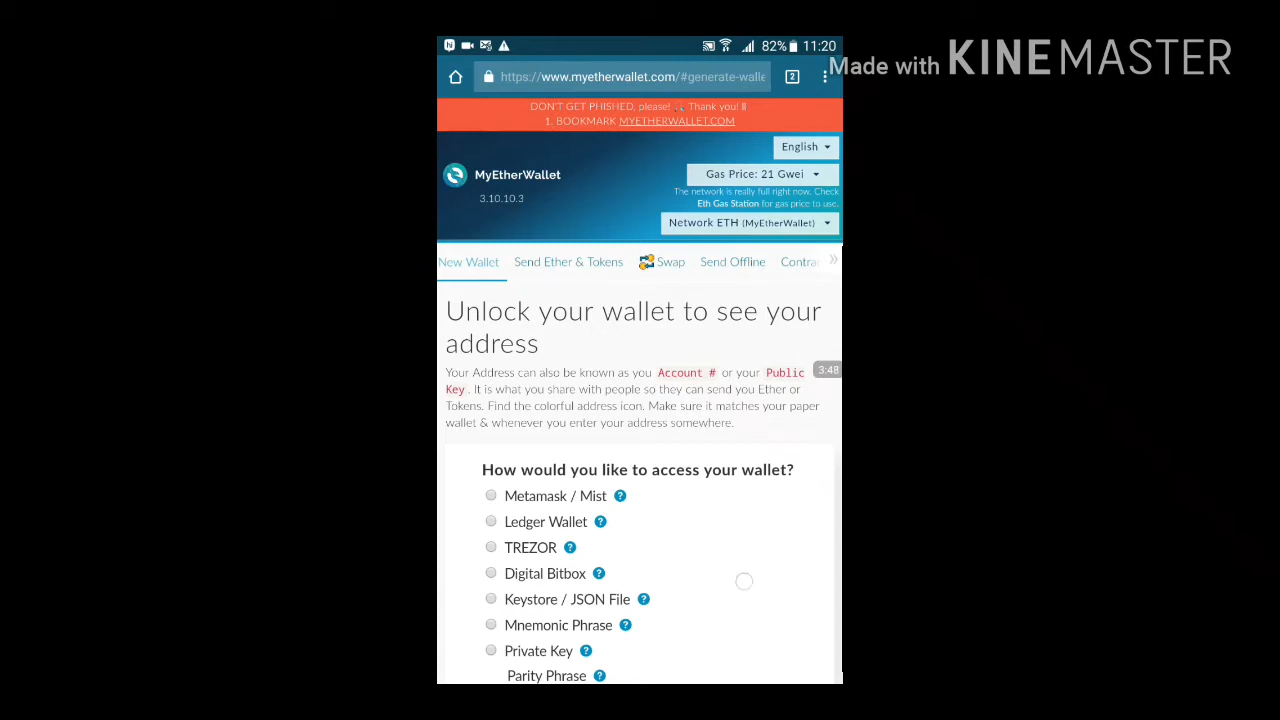 82% 11:20
Made with KINEMASTER
https://www.myetherwallet.com/#generate-walle
2
DON'T GET PHISHED, please! Thank you!
1. BOOKMARK MYETHERWALLET.COM
English
MyEtherWallet
3.10.10.3
Gas Price: 21 Gwei
The network is really full right now. Check
Eth Gas Station for gas price to use.
Network ETH (MyEtherWallet)
New Wallet Send Ether & Tokens Swap Send Offline Contra »
Unlock your wallet to see your
address
Your Address can also be known as you Account # or your Public
Key. It is what you share with people so they can send you Ether or
Tokens. Find the colorful address icon. Make sure it matches your paper
wallet & whenever you enter your address somewhere.
3:48
How would you like to access your wallet?
Metamask / Mist ?
Ledger Wallet ?
TREZOR ?
Digital Bitbox ?
Keystore / JSON File ?
Mnemonic Phrase ?
Private Key ?
Parity Phrase ?